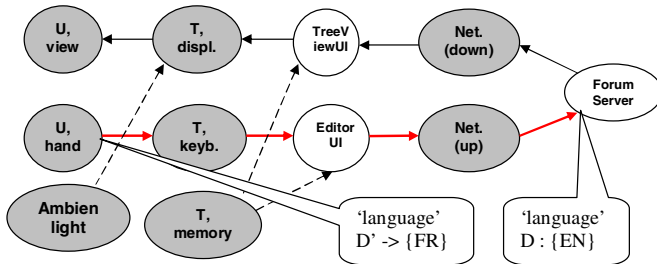 U,
view
T,
displ.
TreeV
iewUI
Net.
(down)
Forum
Server
U,
hand
T,
keyb.
Editor
UI
Net.
(up)
Ambien
light
T,
memory
‘language’
D’ -> {FR}
‘language’
D : {EN}